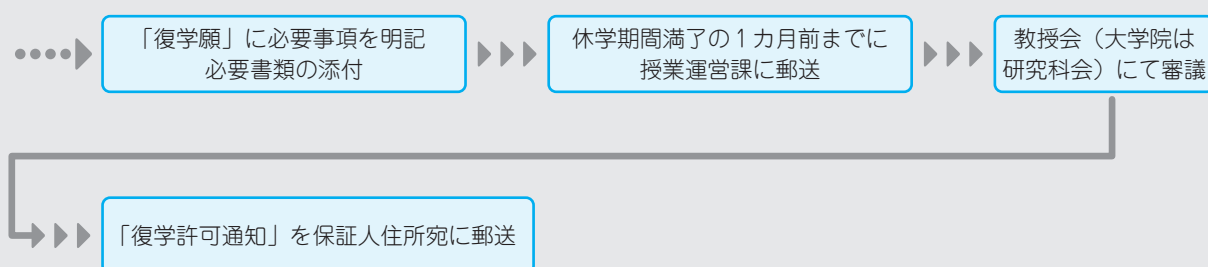 「復学願」に必要事項を明記
必要書類の添付
休学期間満了の1カ月前までに
授業運営課に郵送
教授会（大学院は
研究科会）にて審議
「復学許可通知」を保証人住所宛に郵送